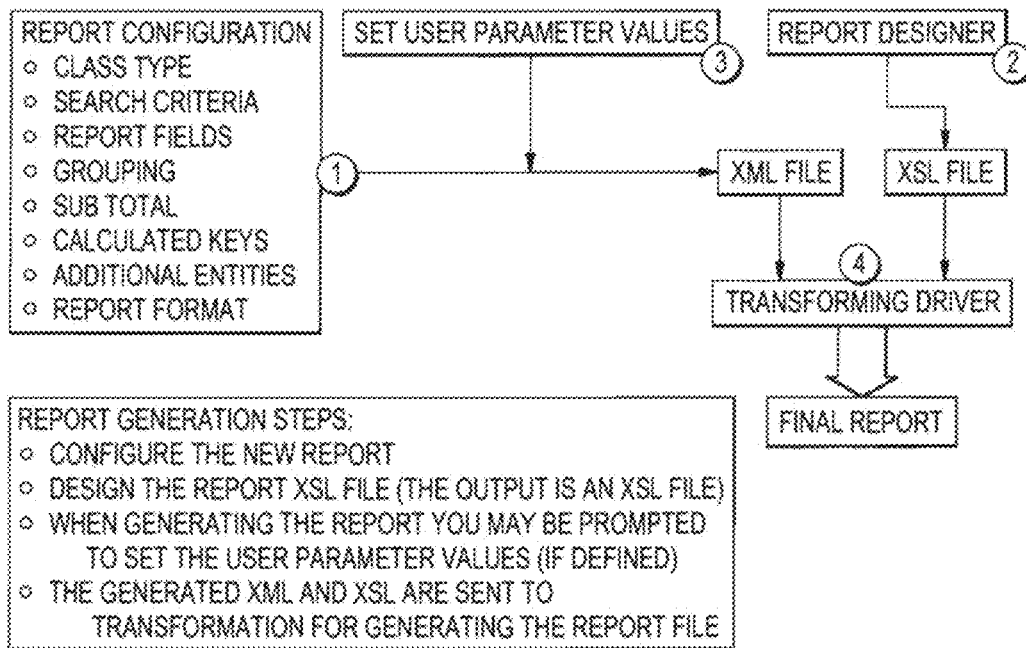 REPORT CONFIGURATION
○ CLASS TYPE
○ SEARCH CRITERIA
○ REPORT FIELDS
○ GROUPING
○ SUB TOTAL
○ CALCULATED KEYS
○ ADDITIONAL ENTITIES
○ REPORT FORMAT
1
SET USER PARAMETER VALUES
3
REPORT DESIGNER
2
XML FILE
XSL FILE
4
TRANSFORMING DRIVER
FINAL REPORT
REPORT GENERATION STEPS:
○ CONFIGURE THE NEW REPORT
○ DESIGN THE REPORT XSL FILE (THE OUTPUT IS AN XSL FILE)
○ WHEN GENERATING THE REPORT YOU MAY BE PROMPTED
TO SET THE USER PARAMETER VALUES (IF DEFINED)
○ THE GENERATED XML AND XSL ARE SENT TO
TRANSFORMATION FOR GENERATING THE REPORT FILE